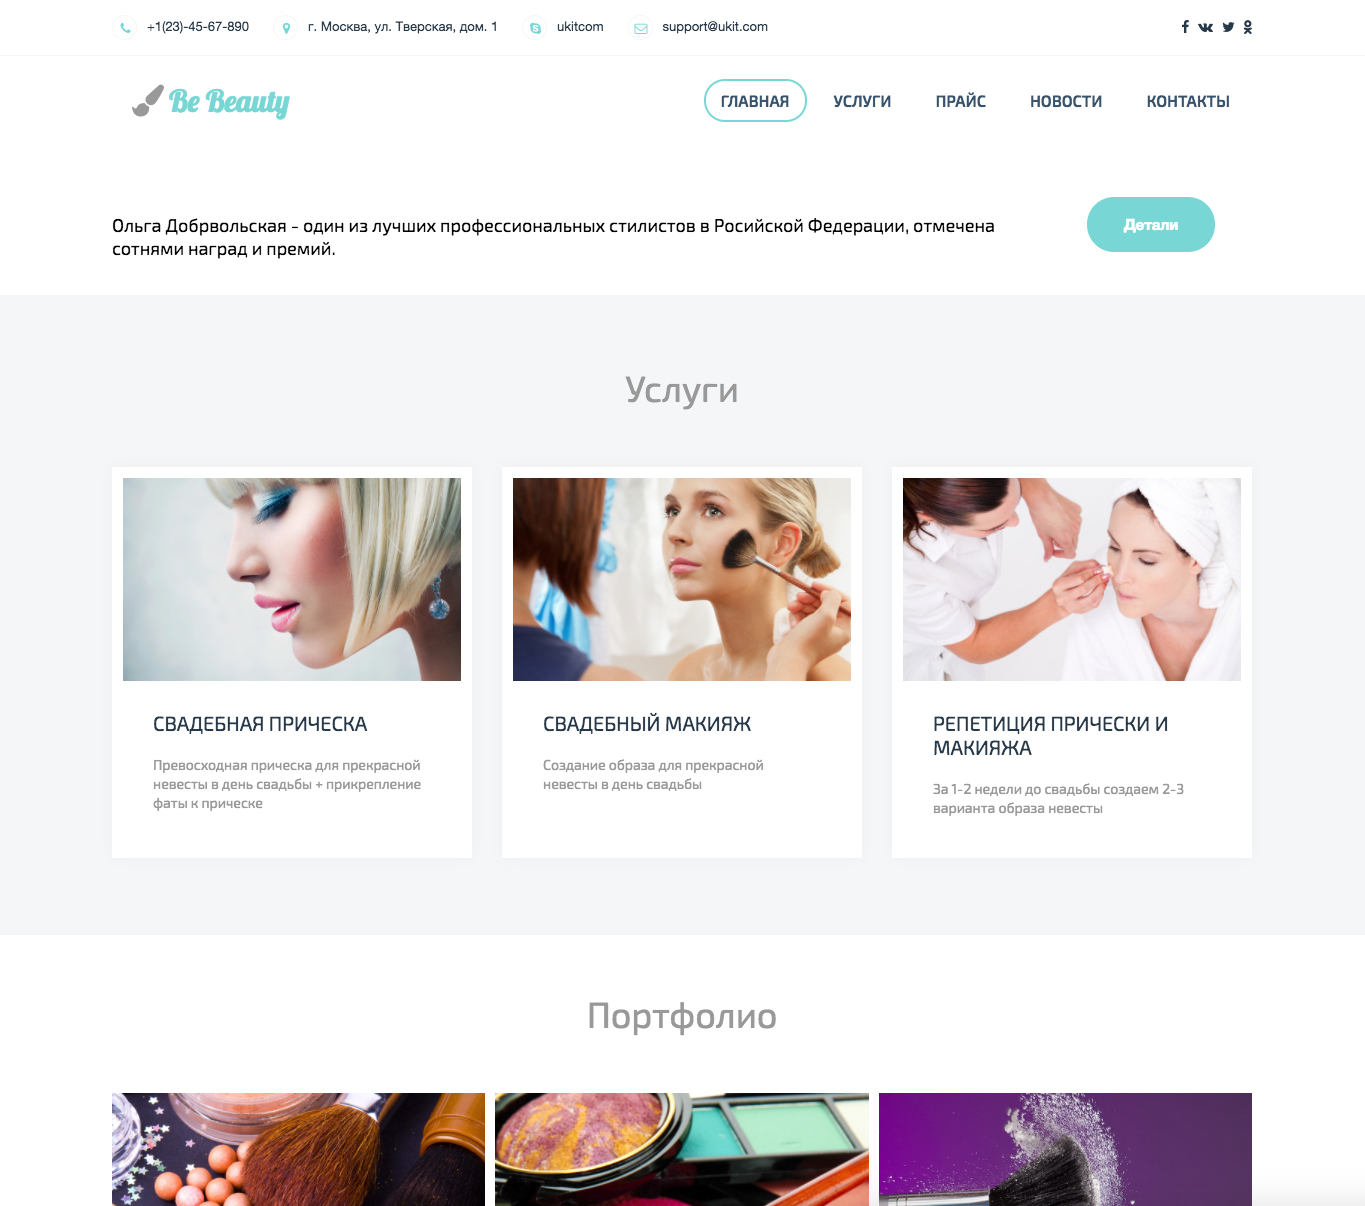 +1(23)-45-67-890
г. Москва, ул. Тверская, дом. 1
ukitcom
support@ukit.com
Be Beauty
ГЛАВНАЯ
УСЛУГИ
ПРАЙС
НОВОСТИ
КОНТАКТЫ
Ольга Добрвольская - один из лучших профессиональных стилистов в Росийской Федерации, отмечена
сотнями наград и премий.
Детали
Услуги
СВАДЕБНАЯ ПРИЧЕСКА
Превосходная прическа для прекрасной
невесты в день свадьбы + прикрепление
фаты к прическе
СВАДЕБНЫЙ МАКИЯЖ
Создание образа для прекрасной
невесты в день свадьбы
РЕПЕТИЦИЯ ПРИЧЕСКИ И
МАКИЯЖА
За 1-2 недели до свадьбы создаем 2-3
варианта образа невесты
Портфолио